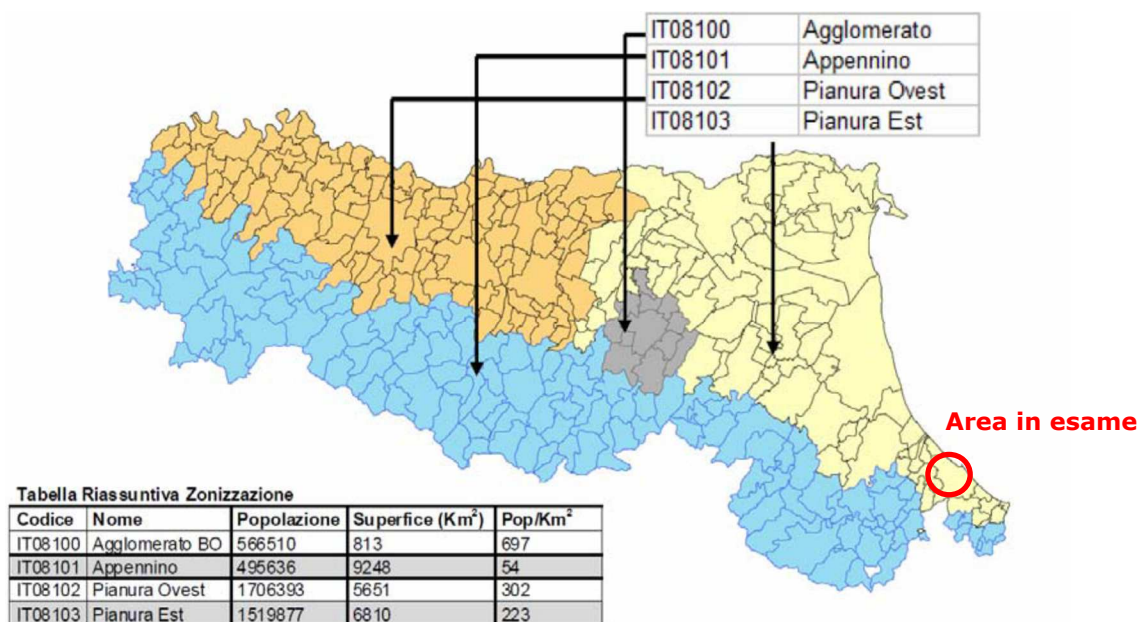 IT08100 Agglomerato
IT08101 Appennino
IT08102 Pianura Ovest
IT08103 Pianura Est
Area in esame
Tabella Riassuntiva Zonizzazione
Codice Nome Popolazione Superfice (Km²) Pop/Km²
IT08100 Agglomerato BO 566510 813 697
IT08101 Appennino 495636 9248 54
IT08102 Pianura Ovest 1706393 5651 302
IT08103 Pianura Est 1519877 6810 223